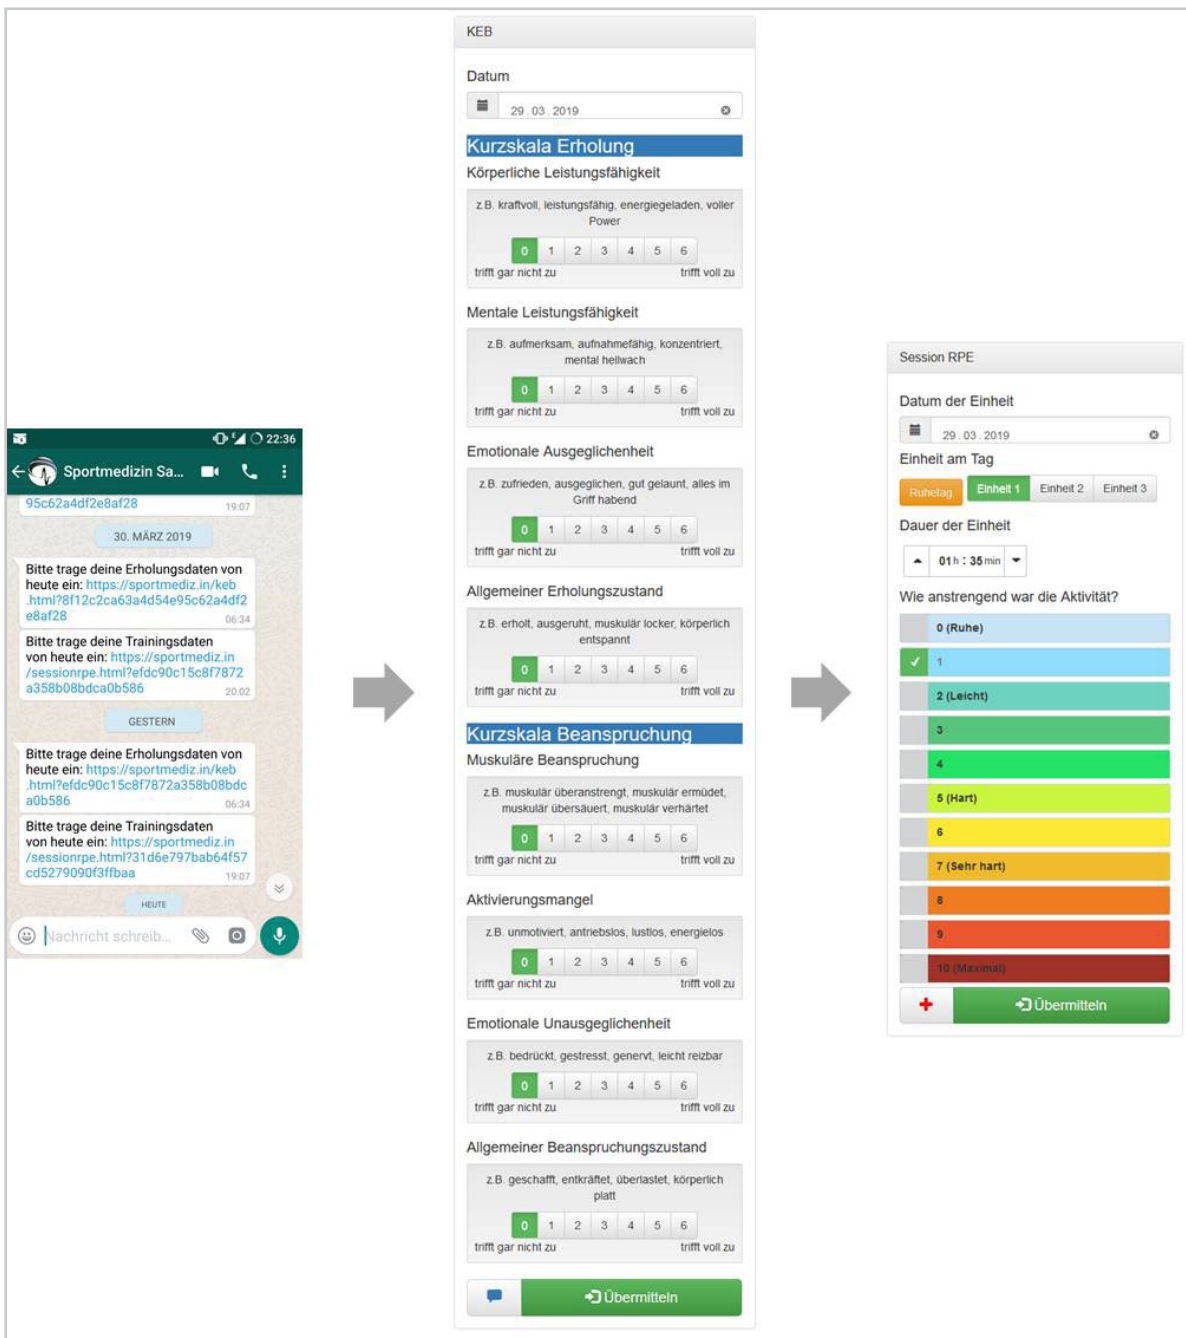 22:36
Sportmedizin Sa...
95c62a4df2e8af28
19:07
30. MÄRZ 2019
Bitte trage deine Erholungsdaten von
heute ein: https://sportmediz.in/keb
.html?8f12c2ca63a4d54e95c62a4df2
e8af28
06:34
Bitte trage deine Trainingsdaten
von heute ein: https://sportmediz.in
/sessionrpe.html?efdc90c15c8f7872
a358b08bdca0b586
20:02
GESTERN
Bitte trage deine Erholungsdaten von
heute ein: https://sportmediz.in/keb
.html?efdc90c15c8f7872a358b08bdc
a0b586
06:34
Bitte trage deine Trainingsdaten
von heute ein: https://sportmediz.in
/sessionrpe.html?31d6e797bab64f57
cd5279090f3ffbaa
19:07
HEUTE
Nachricht schreib...
KEB
Datum
29.03.2019
Kurzskala Erholung
Körperliche Leistungsfähigkeit
z.B. kraftvoll, leistungsfähig, energiegeladen, voller
Power
0 1 2 3 4 5 6
trifft gar nicht zu trifft voll zu
Mentale Leistungsfähigkeit
z.B. aufmerksam, aufnahmefähig, konzentriert,
mental hellwach
0 1 2 3 4 5 6
trifft gar nicht zu trifft voll zu
Emotionale Ausgeglichenheit
z.B. zufrieden, ausgeglichen, gut gelaunt, alles im
Griff habend
0 1 2 3 4 5 6
trifft gar nicht zu trifft voll zu
Allgemeiner Erholungszustand
z.B. erholt, ausgeruht, muskulär locker, körperlich
entspannt
0 1 2 3 4 5 6
trifft gar nicht zu trifft voll zu
Kurzskala Beanspruchung
Muskuläre Beanspruchung
z.B. muskulär überanstrengt, muskulär ermüdet,
muskulär übersäuert, muskulär verhärtet
0 1 2 3 4 5 6
trifft gar nicht zu trifft voll zu
Aktivierungsmangel
z.B. unmotiviert, antriebslos, lustlos, energielos
0 1 2 3 4 5 6
trifft gar nicht zu trifft voll zu
Emotionale Unausgeglichenheit
z.B. bedrückt, gestresst, genervt, leicht reizbar
0 1 2 3 4 5 6
trifft gar nicht zu trifft voll zu
Allgemeiner Beanspruchungszustand
z.B. geschafft, entkräftet, überlastet, körperlich
platt
0 1 2 3 4 5 6
trifft gar nicht zu trifft voll zu
Übermitteln
Session RPE
Datum der Einheit
29.03.2019
Einheit am Tag
Ruhetag Einheit 1 Einheit 2 Einheit 3
Dauer der Einheit
01 h : 35 min
Wie anstrengend war die Aktivität?
0 (Ruhe)
1
2 (Leicht)
3
4
5 (Hart)
6
7 (Sehr hart)
8
9
10 (Maximal)
Übermitteln